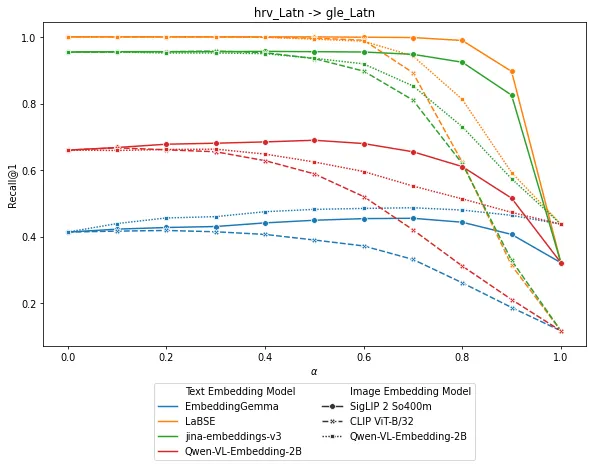 hrv_Latn -> gle_Latn
Recall@1
1.0
0.8
0.6
0.4
0.2
0.0 0.2 0.4 0.6 0.8 1.0
α
Text Embedding Model
EmbeddingGemma
LaBSE
jina-embeddings-v3
Qwen-VL-Embedding-2B
Image Embedding Model
SigLIP 2 So400m
CLIP ViT-B/32
Qwen-VL-Embedding-2B